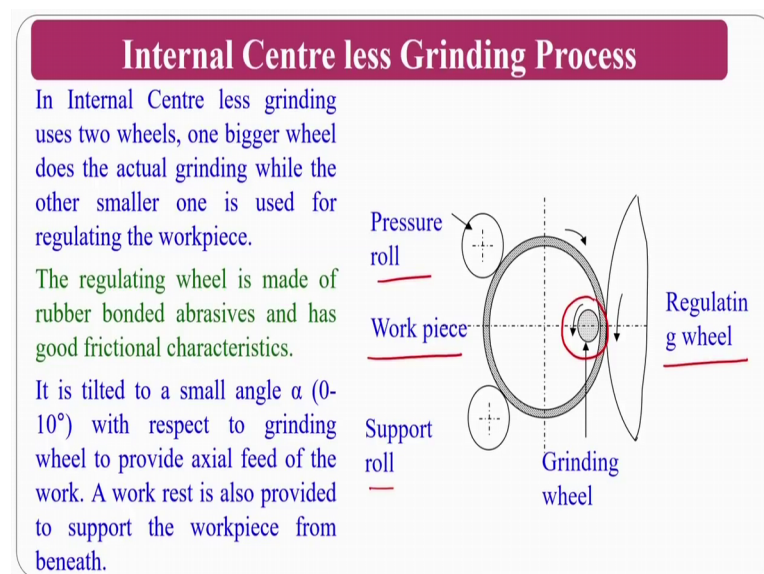 Internal Centre less Grinding Process
In Internal Centre less grinding
uses two wheels, one bigger wheel
does the actual grinding while the
other smaller one is used for
regulating the workpiece.
The regulating wheel is made of
rubber bonded abrasives and has
good frictional characteristics.
It is tilted to a small angle α (0-
10°) with respect to grinding
wheel to provide axial feed of the
work. A work rest is also provided
to support the workpiece from
beneath.
Pressure
roll
Work piece
Support
roll
Grinding
wheel
Regulatin
g wheel